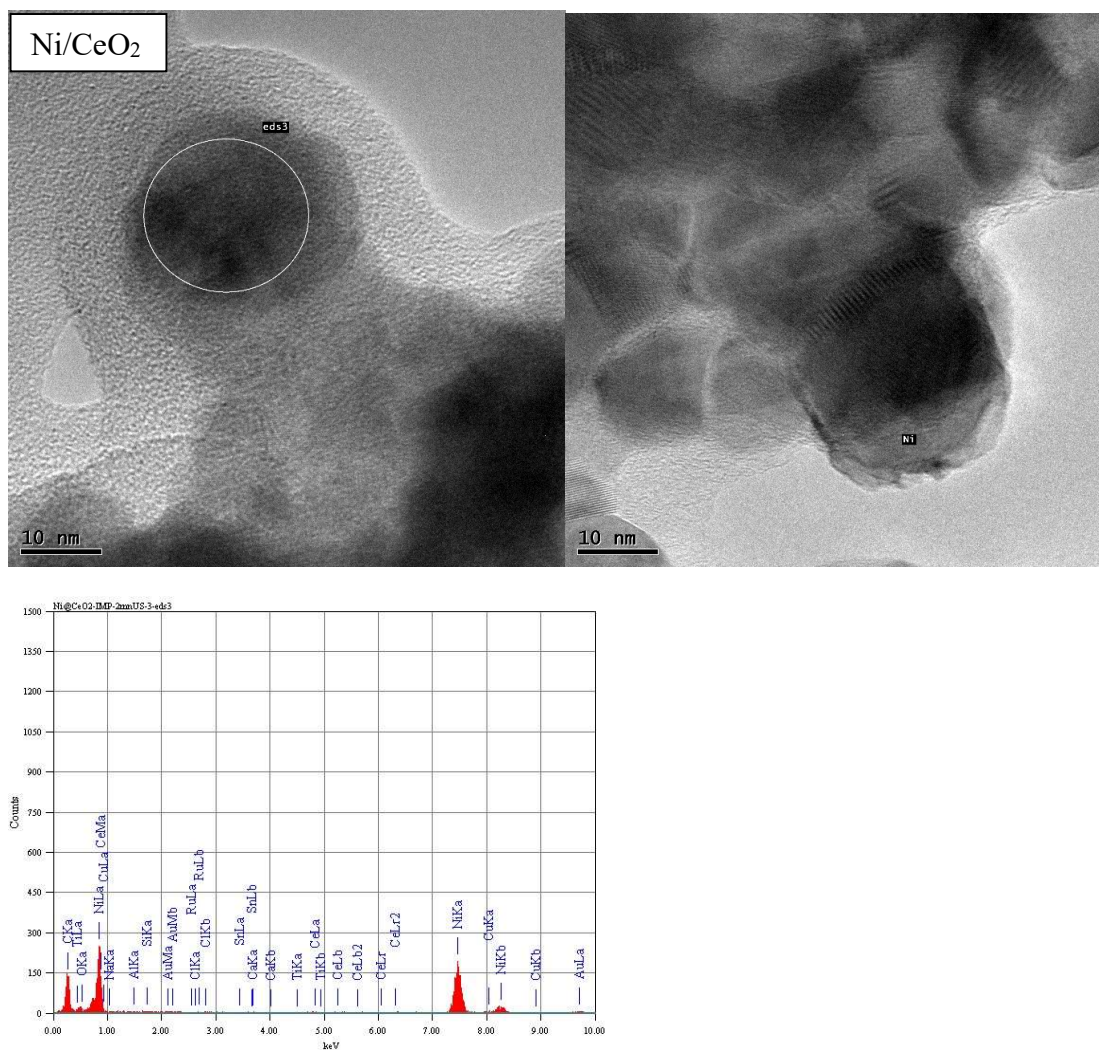 Ni/CeO₂
eds3
10 nm
Ni
10 nm
Ni@CeO2-IMP-2mnUS-3-eds3
Counts
1500
1350
1200
1050
900
750
600
450
300
150
0
CKa
TiLa
OKa
NiLa
CuLa
CeMa
NaKa
AlKa
SiKa
AuMa
AuMb
RuLa
ClKa
RuLb
ClKb
SnLa
SnLb
CaKa
CaKb
TiKa
TiKb
CeLa
CeLb
CeLb2
CeLr
CeLr2
NiKa
CuKa
NiKb
CuKb
AuLa
0.00 1.00 2.00 3.00 4.00 5.00 6.00 7.00 8.00 9.00 10.00
keV